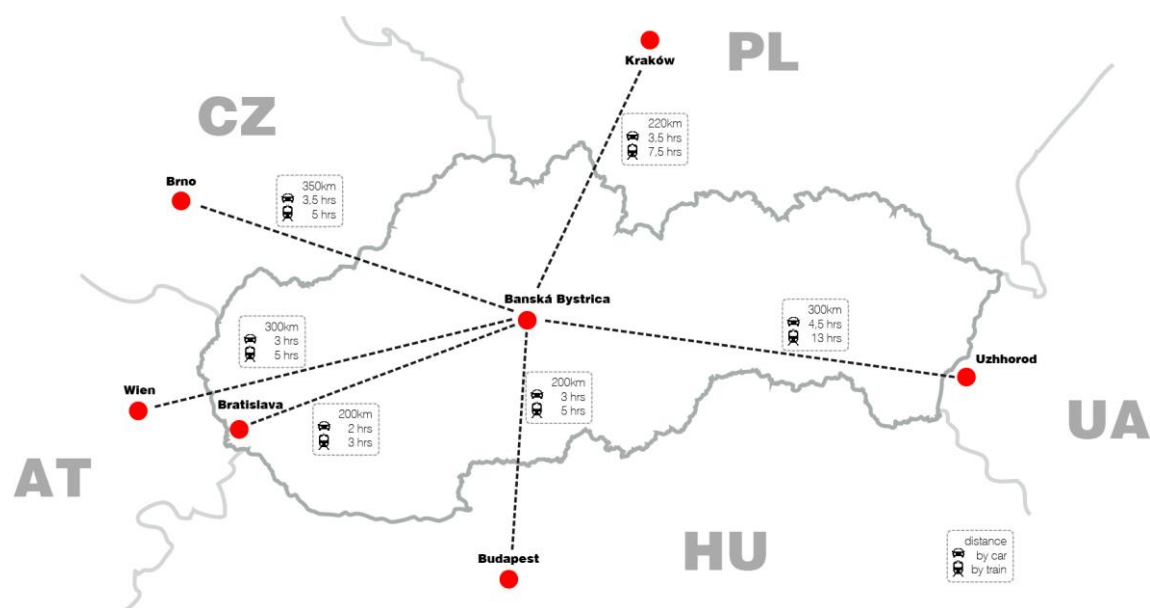 PL
Kraków
CZ
220km
3,5 hrs
7,5 hrs
Brno
350km
3,5 hrs
5 hrs
Banská Bystrica
300km
4,5 hrs
13 hrs
300km
3 hrs
5 hrs
Uzhhorod
Wien
Bratislava
200km
3 hrs
5 hrs
200km
2 hrs
3 hrs
UA
AT
HU
Budapest
distance
by car
by train